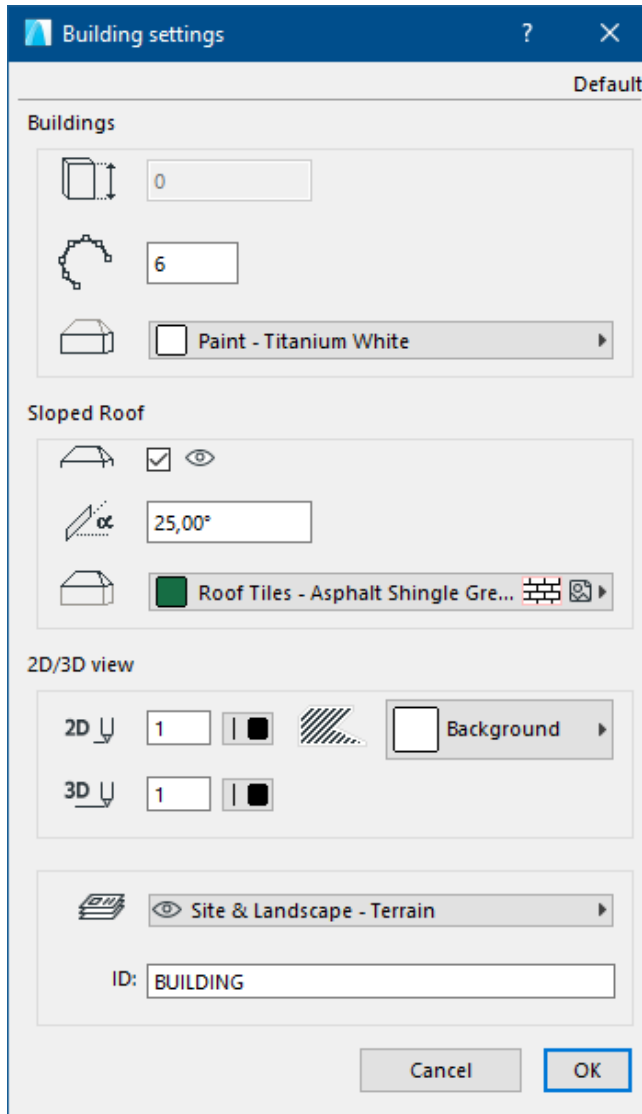 Building settings ? ×
Default
Buildings
0
6
Paint - Titanium White
Sloped Roof
α
25,00°
Roof Tiles - Asphalt Shingle Gre...
2D/3D view
2D 1 Background
3D 1
Site & Landscape - Terrain
ID: BUILDING
Cancel OK